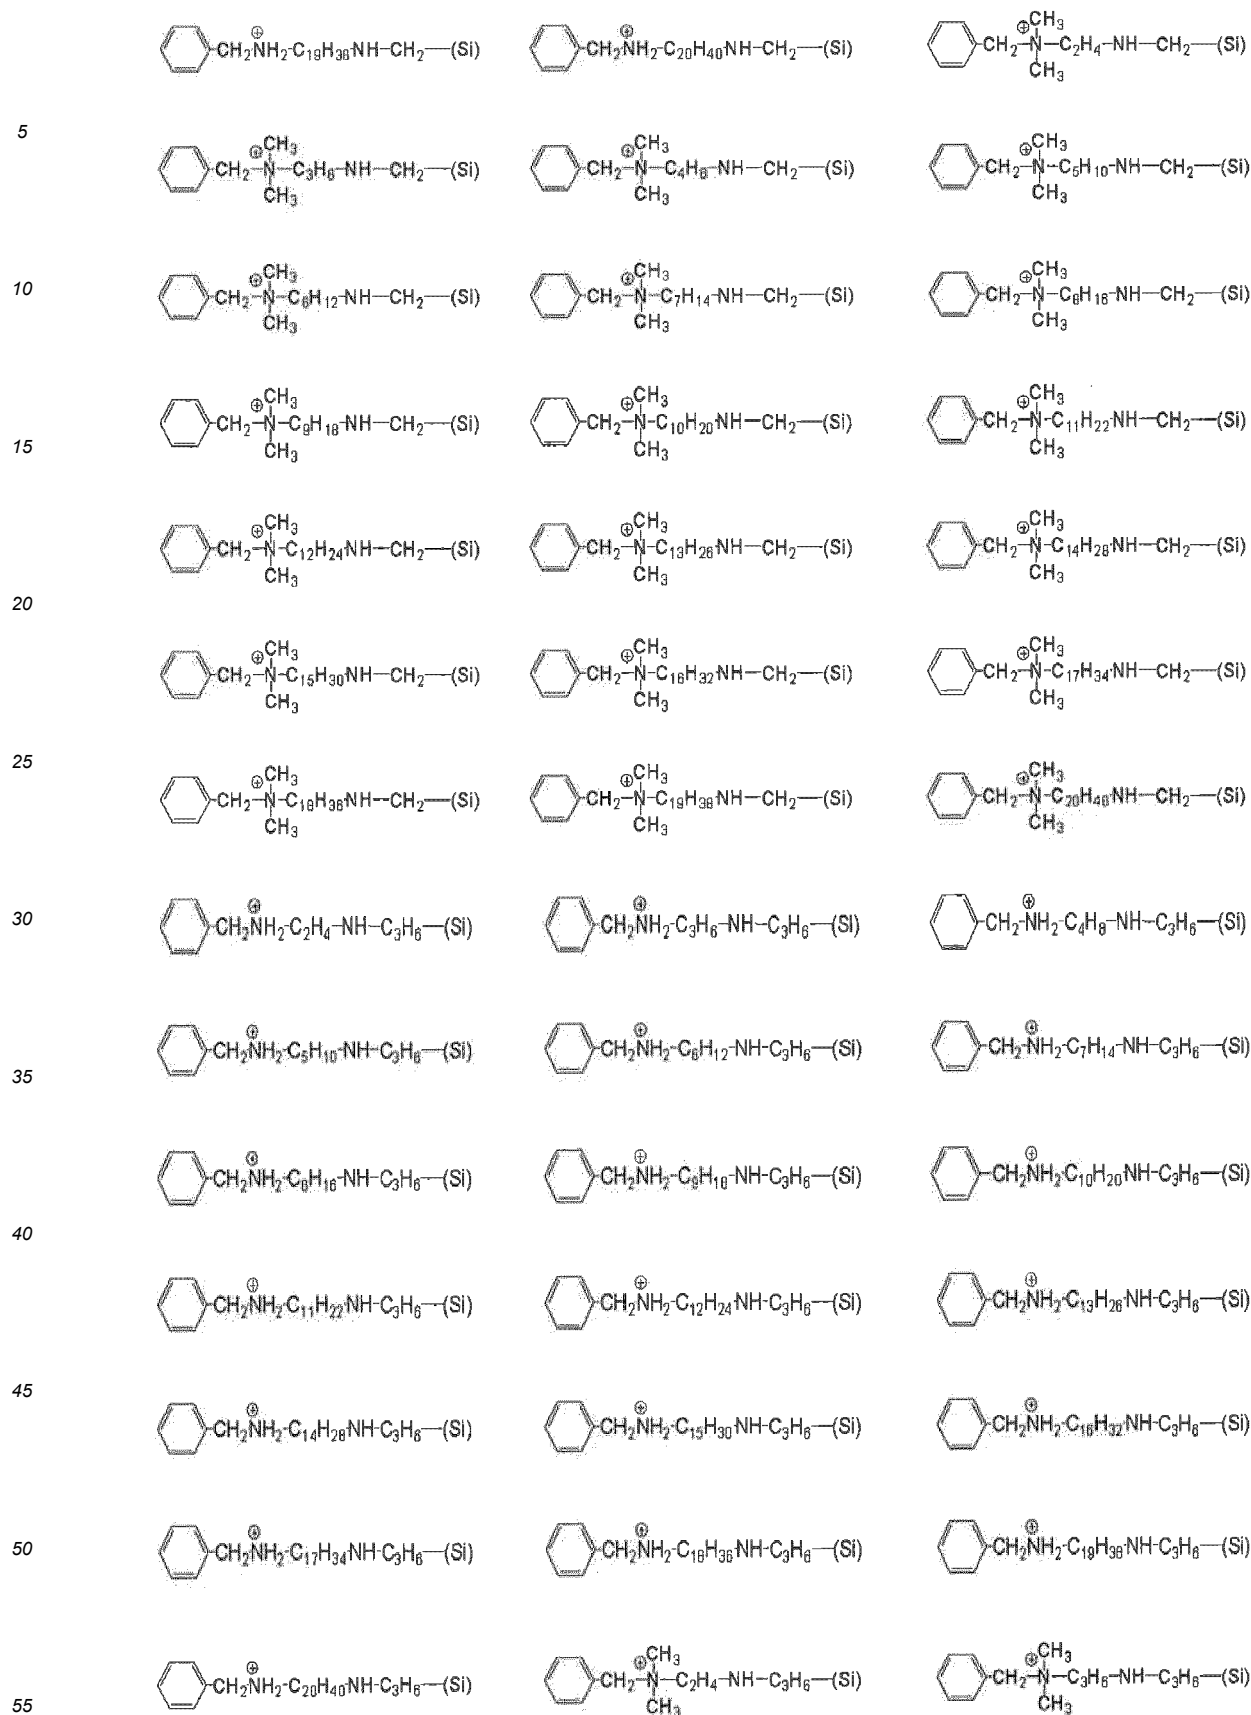 ⊕ ⊕ ⊕ CH₃
CH₂NH₂-C₁₉H₃₈NH—CH₂—(Si) CH₂NH₂-C₂₀H₄₀NH—CH₂—(Si) CH₂-N-C₂H₄-NH—CH₂—(Si)
CH₃
5
⊕ CH₃ ⊕ CH₃ ⊕ CH₃
CH₂-N-C₃H₆-NH—CH₂—(Si) CH₂-N-C₄H₈-NH—CH₂—(Si) CH₂-N-C₅H₁₀-NH—CH₂—(Si)
CH₃ CH₃ CH₃
10
⊕ CH₃ ⊕ CH₃ ⊕ CH₃
CH₂-N-C₆H₁₂-NH—CH₂—(Si) CH₂-N-C₇H₁₄-NH—CH₂—(Si) CH₂-N-C₈H₁₆-NH—CH₂—(Si)
CH₃ CH₃ CH₃
⊕ CH₃ ⊕ CH₃ ⊕ CH₃
CH₂-N-C₉H₁₈-NH—CH₂—(Si) CH₂-N-C₁₀H₂₀NH—CH₂—(Si) CH₂-N-C₁₁H₂₂NH—CH₂—(Si)
15
CH₃ CH₃ CH₃
⊕ CH₃ ⊕ CH₃ ⊕ CH₃
CH₂-N-C₁₂H₂₄NH—CH₂—(Si) CH₂-N-C₁₃H₂₆NH—CH₂—(Si) CH₂-N-C₁₄H₂₈NH—CH₂—(Si)
CH₃ CH₃ CH₃
20
⊕ CH₃ ⊕ CH₃ ⊕ CH₃
CH₂-N-C₁₅H₃₀NH—CH₂—(Si) CH₂-N-C₁₆H₃₂NH—CH₂—(Si) CH₂-N-C₁₇H₃₄NH—CH₂—(Si)
CH₃ CH₃ CH₃
25
⊕ CH₃ ⊕ CH₃ ⊕ CH₃
CH₂-N-C₁₈H₃₆NH—CH₂—(Si) CH₂-N-C₁₉H₃₈NH—CH₂—(Si) CH₂-N-C₂₀H₄₀NH—CH₂—(Si)
CH₃ CH₃ CH₃
⊕ ⊕ ⊕
30
CH₂NH₂-C₂H₄-NH-C₃H₆—(Si) CH₂NH₂-C₃H₆-NH-C₃H₆—(Si) CH₂NH₂-C₄H₈-NH-C₃H₆—(Si)
⊕ ⊕ ⊕
CH₂NH₂-C₅H₁₀-NH-C₃H₆—(Si) CH₂NH₂-C₆H₁₂-NH-C₃H₆—(Si) CH₂NH₂-C₇H₁₄-NH-C₃H₆—(Si)
35
⊕ ⊕ ⊕
CH₂NH₂-C₈H₁₆-NH-C₃H₆—(Si) CH₂NH₂-C₉H₁₈-NH-C₃H₆—(Si) CH₂NH₂C₁₀H₂₀NH-C₃H₆—(Si)
40
⊕ ⊕ ⊕
CH₂NH₂C₁₁H₂₂NH-C₃H₆—(Si) CH₂NH₂-C₁₂H₂₄NH-C₃H₆—(Si) CH₂NH₂-C₁₃H₂₆NH-C₃H₆—(Si)
45
⊕ ⊕ ⊕
CH₂NH₂-C₁₄H₂₈NH-C₃H₆—(Si) CH₂NH₂-C₁₅H₃₀NH-C₃H₆—(Si) CH₂NH₂-C₁₆H₃₂NH-C₃H₆—(Si)
⊕ ⊕ ⊕
50
CH₂NH₂-C₁₇H₃₄NH-C₃H₆—(Si) CH₂NH₂-C₁₈H₃₆NH-C₃H₆—(Si) CH₂NH₂-C₁₉H₃₈NH-C₃H₆—(Si)
⊕ ⊕ CH₃ ⊕ CH₃
CH₂NH₂-C₂₀H₄₀NH-C₃H₆—(Si) CH₂-N-C₂H₄-NH-C₃H₆—(Si) CH₂-N-C₃H₆-NH-C₃H₆—(Si)
55
CH₃ CH₃